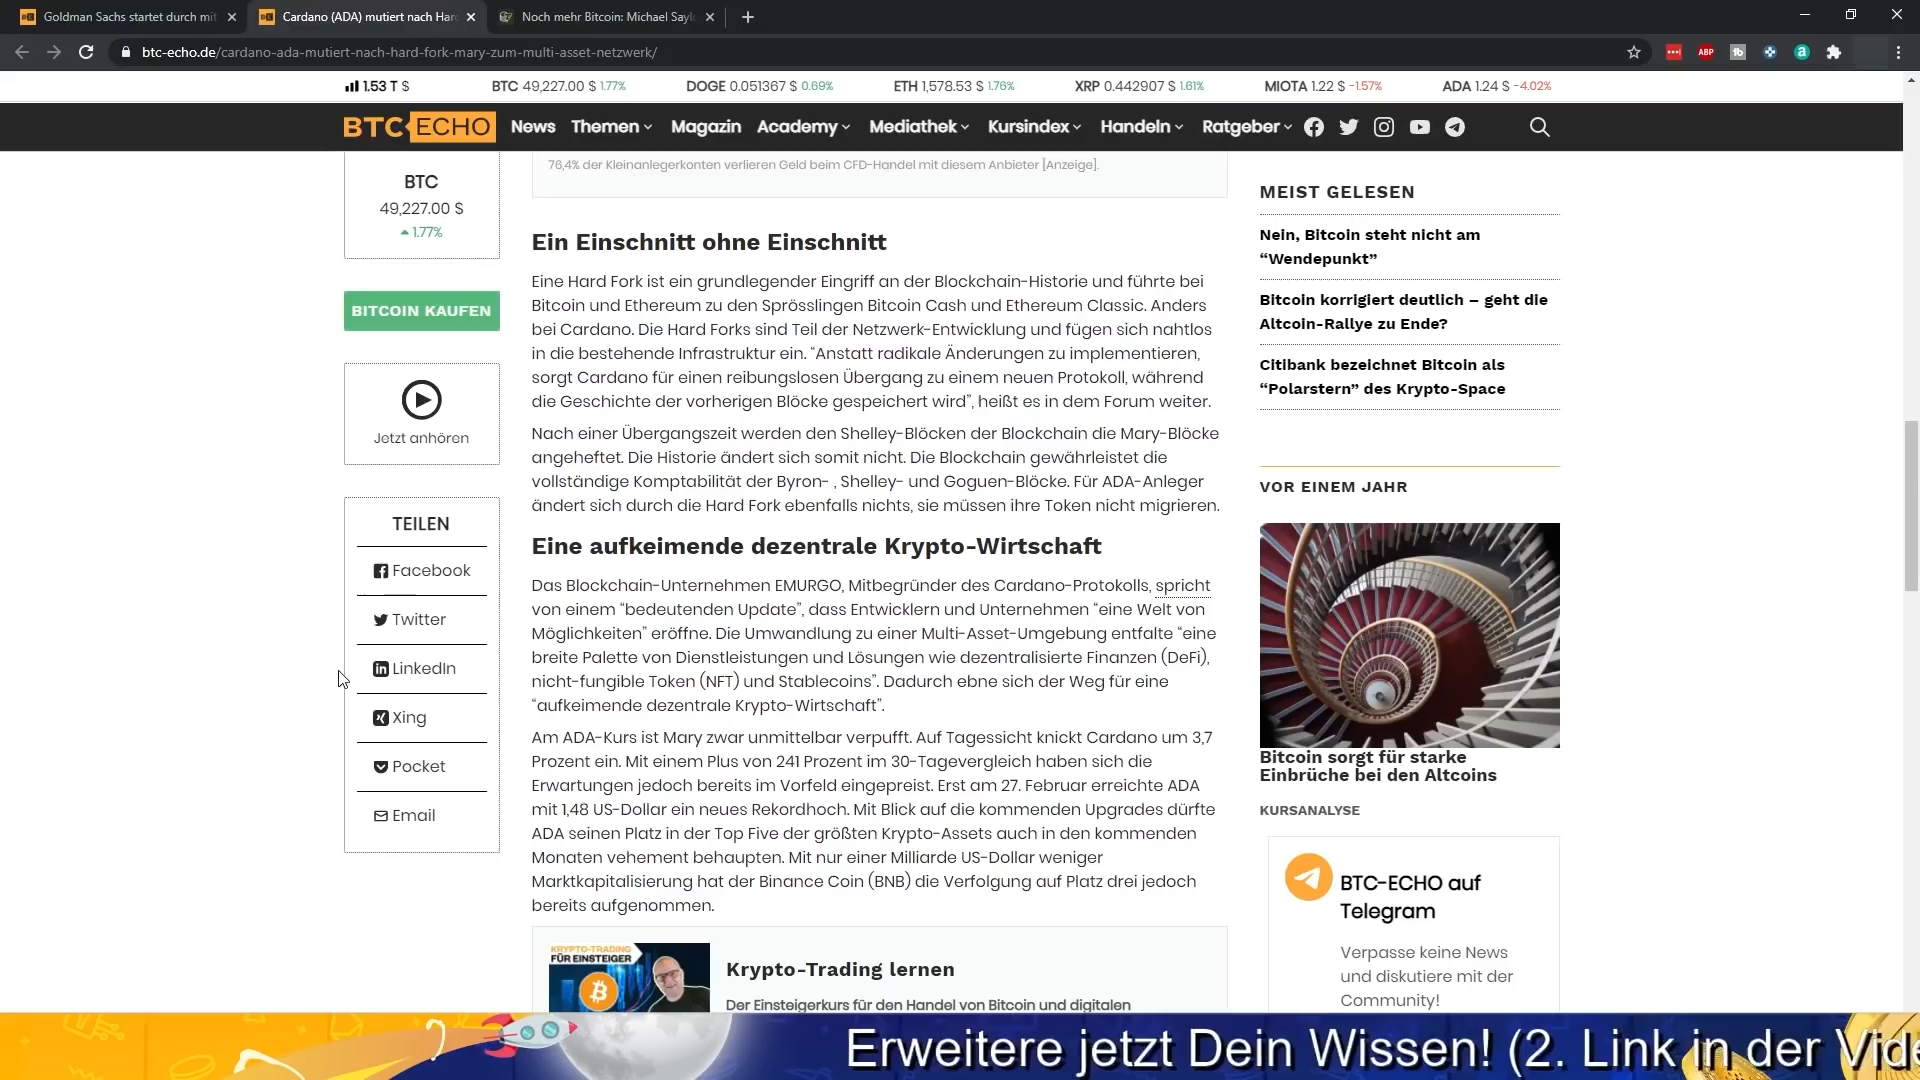 Goldman Sachs startet durch mit
Cardano (ADA) mutiert nach Hard
Noch mehr Bitcoin: Michael Saylo
btc-echo.de/cardano-ada-mutiert-nach-hard-fork-mary-zum-multi-asset-netzwerk/
ABP
1.53 T $
BTC 49,227.00 $ 1.77%
DOGE 0.051367 $ 0.69%
ETH 1,578.53 $ 1.76%
XRP 0.442907 $ 1.61%
MIOTA 1.22 $ -1.57%
ADA 1.24 $ -4.02%
BTC ECHO
News
Themen
Magazin
Academy
Mediathek
Kursindex
Handeln
Ratgeber
BTC
49,227.00 $
1.77%
BITCOIN KAUFEN
Jetzt anhören
TEILEN
Facebook
Twitter
LinkedIn
Xing
Pocket
Email
76,4% der Kleinanlegerkonten verlieren Geld beim CFD-Handel mit diesem Anbieter [Anzeige].
Ein Einschnitt ohne Einschnitt
Eine Hard Fork ist ein grundlegender Eingriff an der Blockchain-Historie und führte bei
Bitcoin und Ethereum zu den Sprösslingen Bitcoin Cash und Ethereum Classic. Anders
bei Cardano. Die Hard Forks sind Teil der Netzwerk-Entwicklung und fügen sich nahtlos
in die bestehende Infrastruktur ein. “Anstatt radikale Änderungen zu implementieren,
sorgt Cardano für einen reibungslosen Übergang zu einem neuen Protokoll, während
die Geschichte der vorherigen Blöcke gespeichert wird”, heißt es in dem Forum weiter.
Nach einer Übergangszeit werden den Shelley-Blöcken der Blockchain die Mary-Blöcke
angeheftet. Die Historie ändert sich somit nicht. Die Blockchain gewährleistet die
vollständige Komptabilität der Byron- , Shelley- und Goguen-Blöcke. Für ADA-Anleger
ändert sich durch die Hard Fork ebenfalls nichts, sie müssen ihre Token nicht migrieren.
Eine aufkeimende dezentrale Krypto-Wirtschaft
Das Blockchain-Unternehmen EMURGO, Mitbegründer des Cardano-Protokolls, spricht
von einem “bedeutenden Update”, dass Entwicklern und Unternehmen “eine Welt von
Möglichkeiten” eröffne. Die Umwandlung zu einer Multi-Asset-Umgebung entfalte “eine
breite Palette von Dienstleistungen und Lösungen wie dezentralisierte Finanzen (DeFi),
nicht-fungible Token (NFT) und Stablecoins”. Dadurch ebne sich der Weg für eine
“aufkeimende dezentrale Krypto-Wirtschaft”.
Am ADA-Kurs ist Mary zwar unmittelbar verpufft. Auf Tagessicht knickt Cardano um 3,7
Prozent ein. Mit einem Plus von 241 Prozent im 30-Tagevergleich haben sich die
Erwartungen jedoch bereits im Vorfeld eingepreist. Erst am 27. Februar erreichte ADA
mit 1,48 US-Dollar ein neues Rekordhoch. Mit Blick auf die kommenden Upgrades dürfte
ADA seinen Platz in der Top Five der größten Krypto-Assets auch in den kommenden
Monaten vehement behaupten. Mit nur einer Milliarde US-Dollar weniger
Marktkapitalisierung hat der Binance Coin (BNB) die Verfolgung auf Platz drei jedoch
bereits aufgenommen.
KRYPTO-TRADING
FÜR EINSTEIGER
Krypto-Trading lernen
Der Einsteigerkurs für den Handel von Bitcoin und digitalen
MEIST GELESEN
Nein, Bitcoin steht nicht am
“Wendepunkt”
Bitcoin korrigiert deutlich – geht die
Altcoin-Rallye zu Ende?
Citibank bezeichnet Bitcoin als
“Polarstern” des Krypto-Space
VOR EINEM JAHR
Bitcoin sorgt für starke
Einbrüche bei den Altcoins
KURSANALYSE
BTC-ECHO auf
Telegram
Verpasse keine News
und diskutiere mit der
Community!
Erweitere jetzt Dein Wissen! (2. Link in der Vide